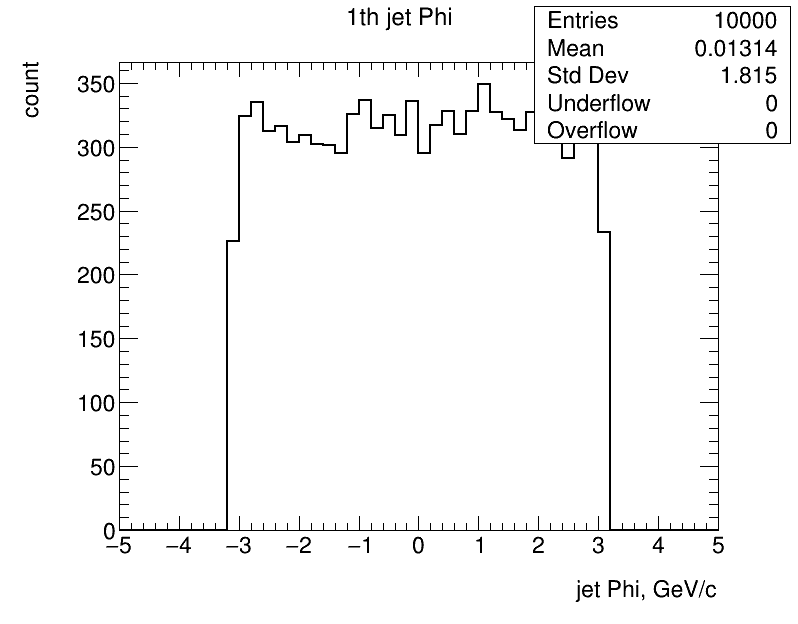 1th jet Phi
Entries 10000
Mean 0.01314
Std Dev 1.815
Underflow 0
Overflow 0
count
350
300
250
200
150
100
50
0
−5 −4 −3 −2 −1 0 1 2 3 4 5
jet Phi, GeV/c